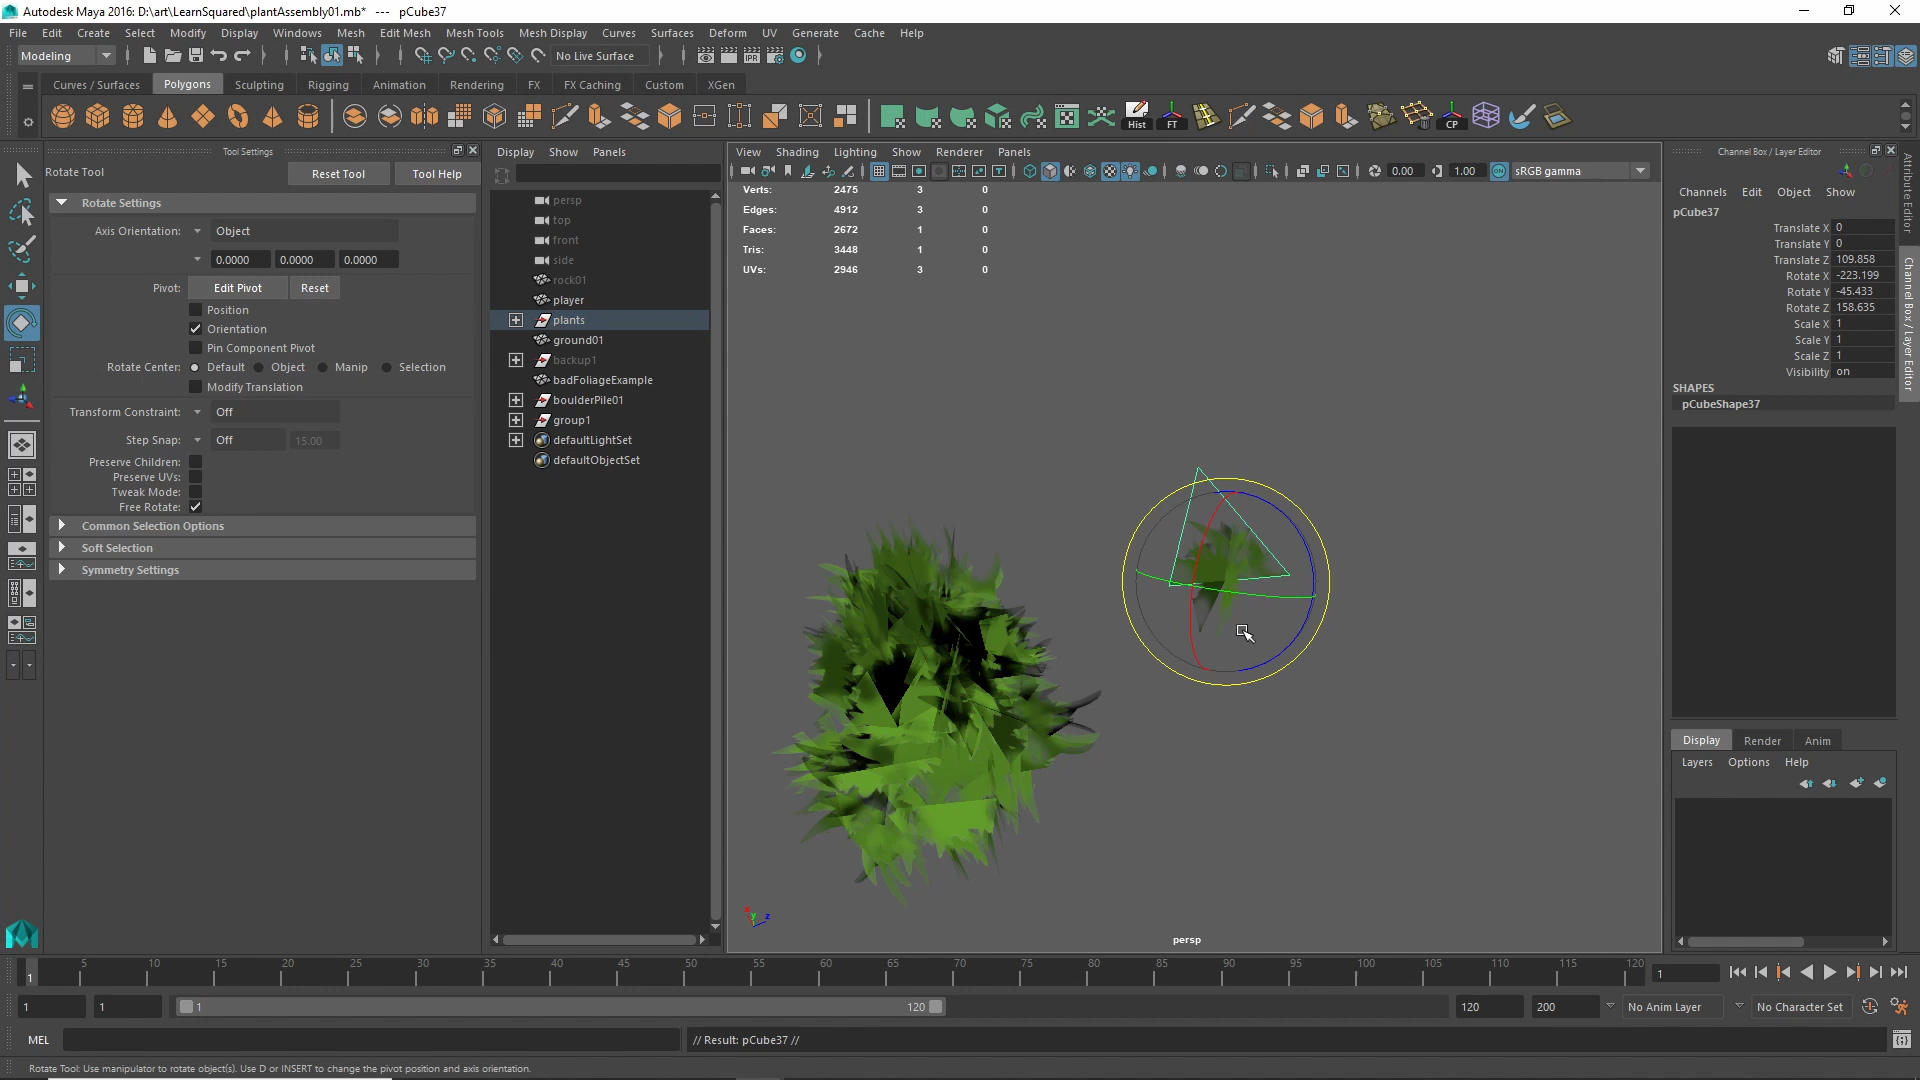 Autodesk Maya 2016: D:\art\LearnSquared\plantAssembly01.mb* --- pCube37
File Edit Create Select Modify Display Windows Mesh Edit Mesh Mesh Tools Mesh Display Curves Surfaces Deform UV Generate Cache Help
Modeling No Live Surface
Curves / Surfaces Polygons Sculpting Rigging Animation Rendering FX FX Caching Custom XGen
Hist FT CP
Tool Settings
Rotate Tool Reset Tool Tool Help
Rotate Settings
Axis Orientation: Object
0.0000 0.0000 0.0000
Pivot: Edit Pivot Reset
Position
Orientation
Pin Component Pivot
Rotate Center: Default Object Manip Selection
Modify Translation
Transform Constraint: Off
Step Snap: Off 15.00
Preserve Children:
Preserve UVs:
Tweak Mode:
Free Rotate:
Common Selection Options
Soft Selection
Symmetry Settings
Display Show Panels
persp
top
front
side
rock01
player
plants
ground01
backup1
badFoliageExample
boulderPile01
group1
defaultLightSet
defaultObjectSet
View Shading Lighting Show Renderer Panels
0.00 1.00 ON sRGB gamma
Verts: 2475 3 0
Edges: 4912 3 0
Faces: 2672 1 0
Tris: 3448 1 0
UVs: 2946 3 0
x y z
persp
Channel Box / Layer Editor
Channels Edit Object Show
pCube37
Translate X 0
Translate Y 0
Translate Z 109.858
Rotate X -223.199
Rotate Y -45.433
Rotate Z 158.635
Scale X 1
Scale Y 1
Scale Z 1
Visibility on
SHAPES
pCubeShape37
Display Render Anim
Layers Options Help
Attribute Editor
Channel Box / Layer Editor
1 5 10 15 20 25 30 35 40 45 50 55 60 65 70 75 80 85 90 95 100 105 110 115 120 1
1 1 1 120 120 200 No Anim Layer No Character Set
MEL // Result: pCube37 //
Rotate Tool: Use manipulator to rotate object(s). Use D or INSERT to change the pivot position and axis orientation.